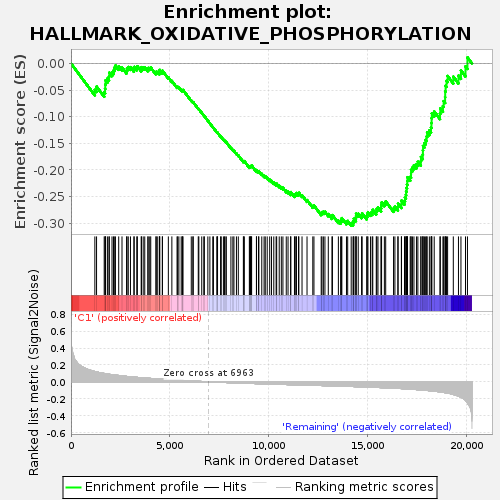 Enrichment plot:
HALLMARK_OXIDATIVE_PHOSPHORYLATION
Enrichment score (ES)
0.00
-0.05
-0.10
-0.15
-0.20
-0.25
-0.30
'C1' (positively correlated)
Ranked list metric (Signal2Noise)
0.8
0.6
0.4
0.2
0.0
-0.2
-0.4
-0.6
Zero cross at 6963
'Remaining' (negatively correlated)
0
5,000
10,000
15,000
20,000
Rank in Ordered Dataset
Enrichment profile
Hits
Ranking metric scores